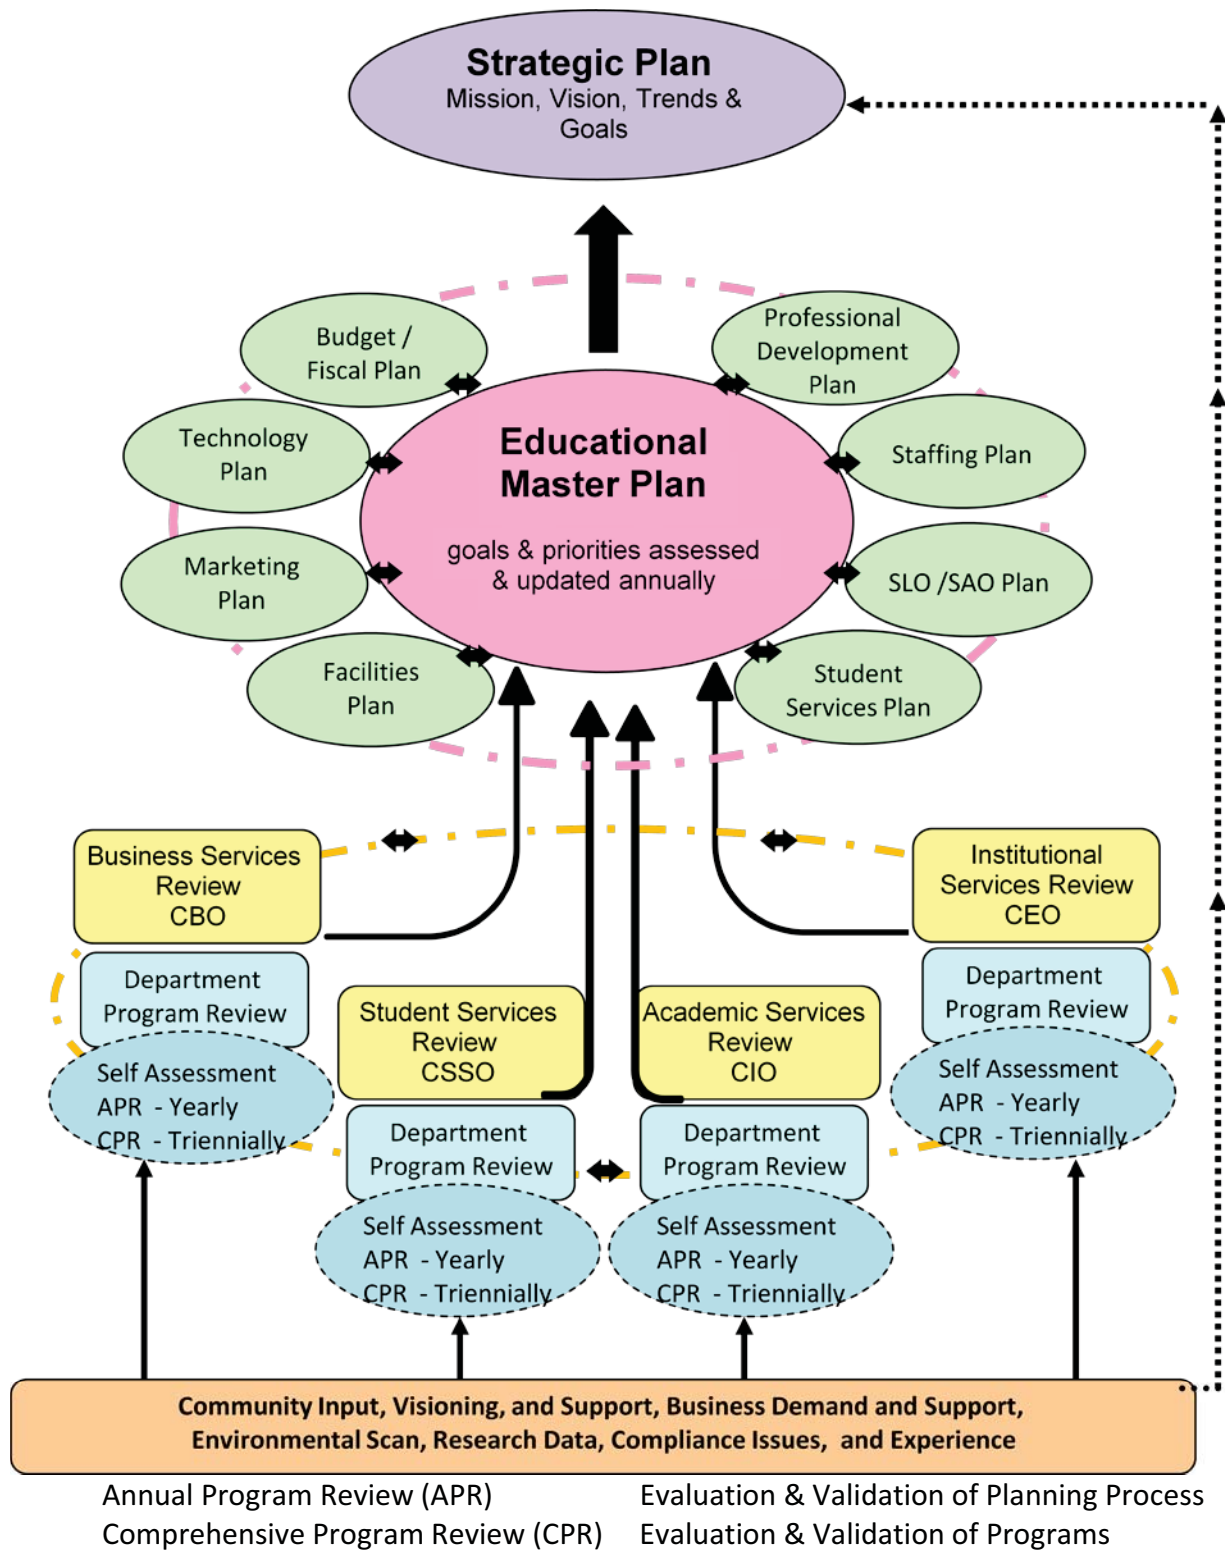 Strategic Plan
Mission, Vision, Trends &
Goals
Budget /
Fiscal Plan
Professional
Development
Plan
Technology
Plan
Educational
Master Plan
goals & priorities assessed
& updated annually
Staffing Plan
Marketing
Plan
SLO /SAO Plan
Facilities
Plan
Student
Services Plan
Business Services
Review
CBO
Department
Program Review
Self Assessment
APR - Yearly
CPR - Triennially
Student Services
Review
CSSO
Department
Program Review
Self Assessment
APR - Yearly
CPR - Triennially
Academic Services
Review
CIO
Department
Program Review
Self Assessment
APR - Yearly
CPR - Triennially
Institutional
Services Review
CEO
Department
Program Review
Self Assessment
APR - Yearly
CPR - Triennially
Community Input, Visioning, and Support, Business Demand and Support,
Environmental Scan, Research Data, Compliance Issues, and Experience
Annual Program Review (APR) Evaluation & Validation of Planning Process
Comprehensive Program Review (CPR) Evaluation & Validation of Programs